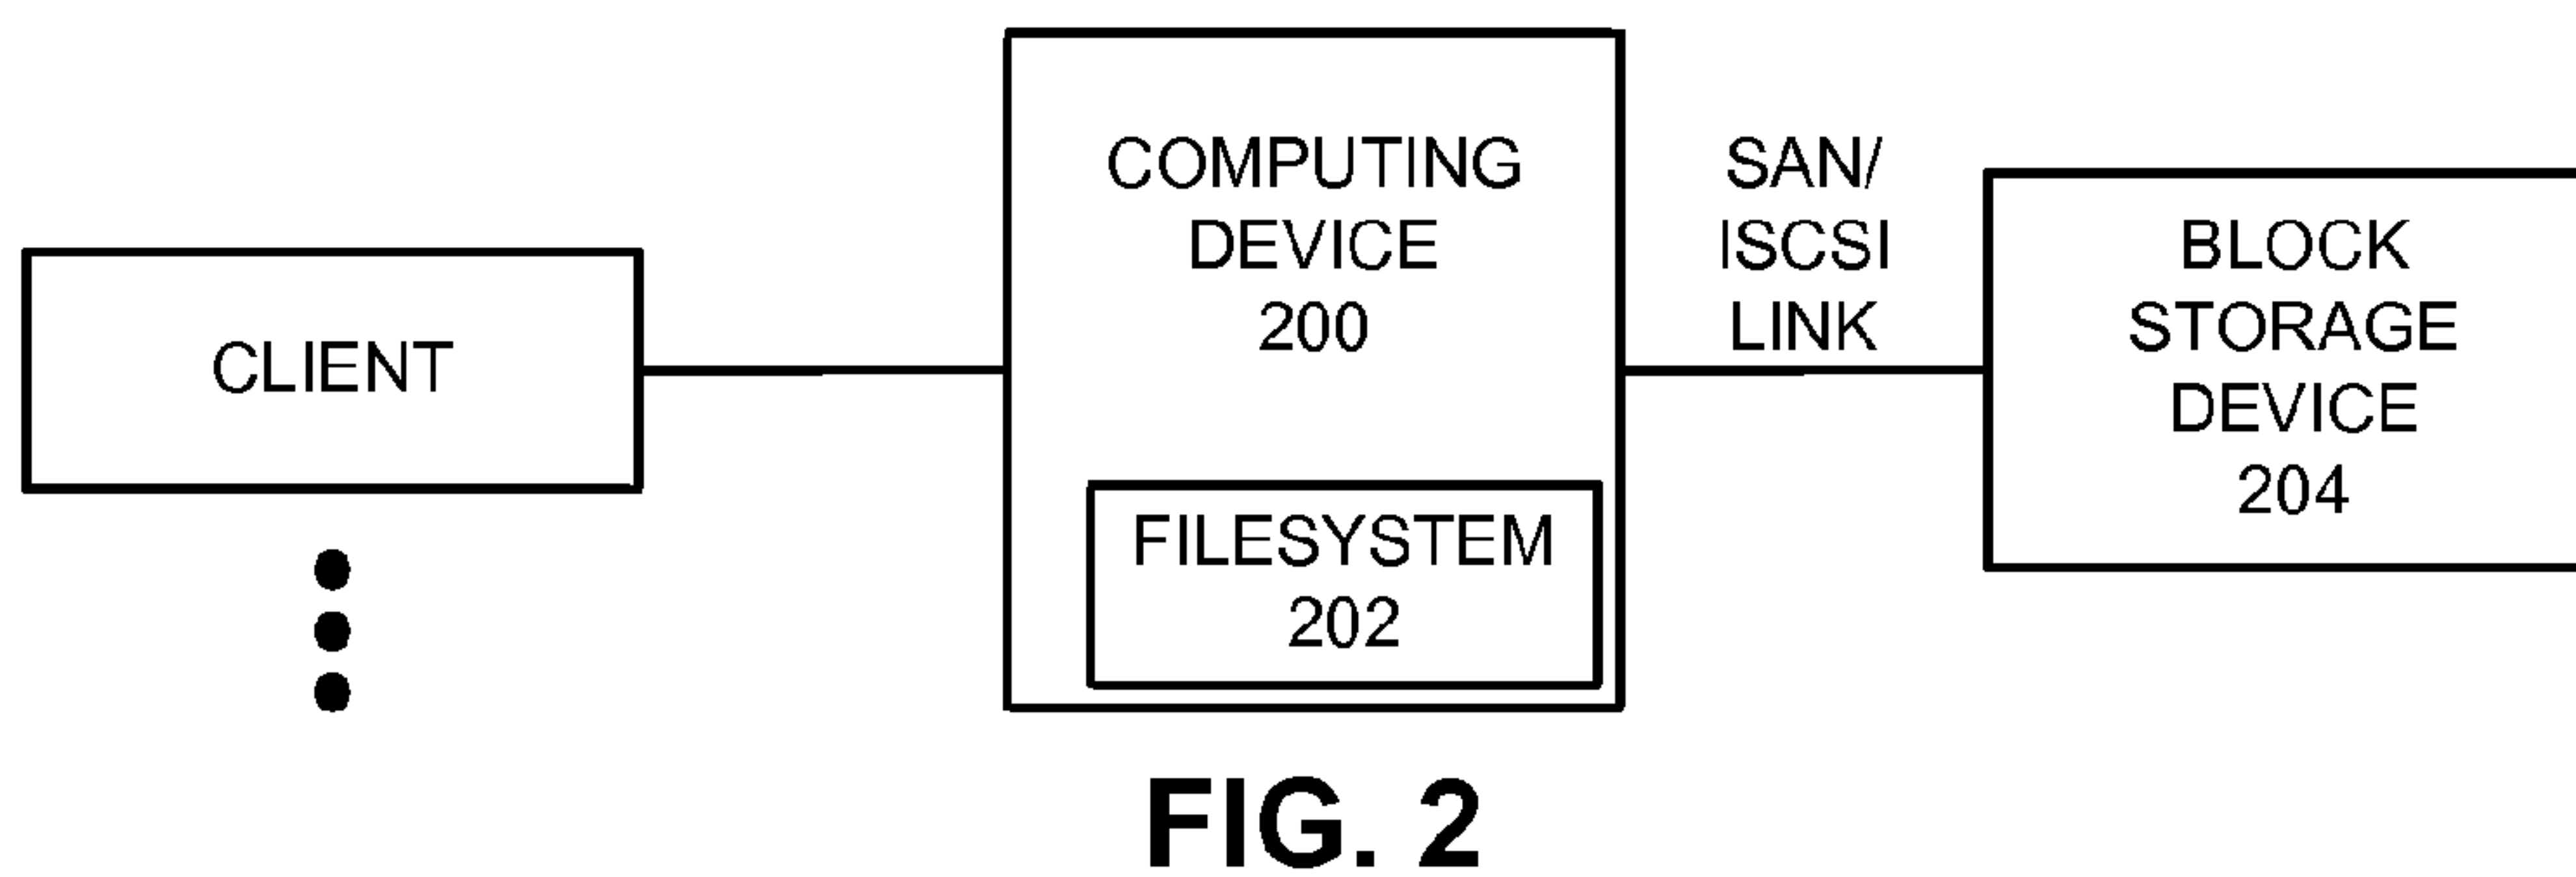 CLIENT
COMPUTING
DEVICE
200
FILESYSTEM
202
SAN/
ISCSI
LINK
BLOCK
STORAGE
DEVICE
204
FIG. 2